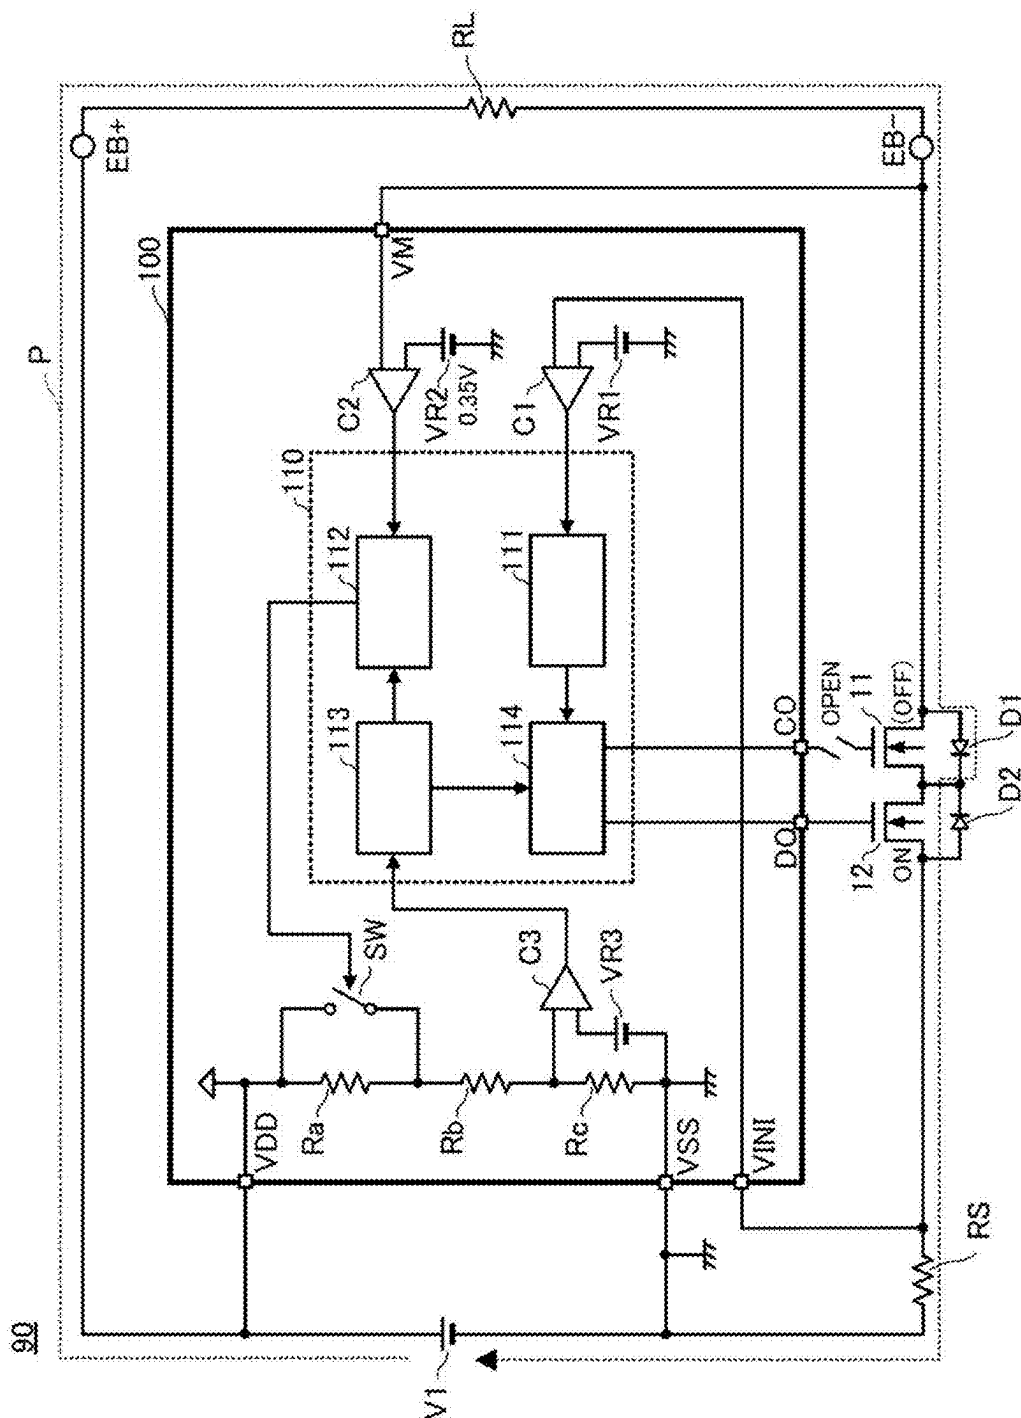 90
P
100
EB+
RL
EB−
VM
C2
VR2
0.35V
C1
VR1
110
112
111
113
114
SW
C3
VR3
Ra
Rb
Rc
VDD
VSS
VINI
V1
RS
DO
CO
OPEN
12
ON
11
(OFF)
D2
D1